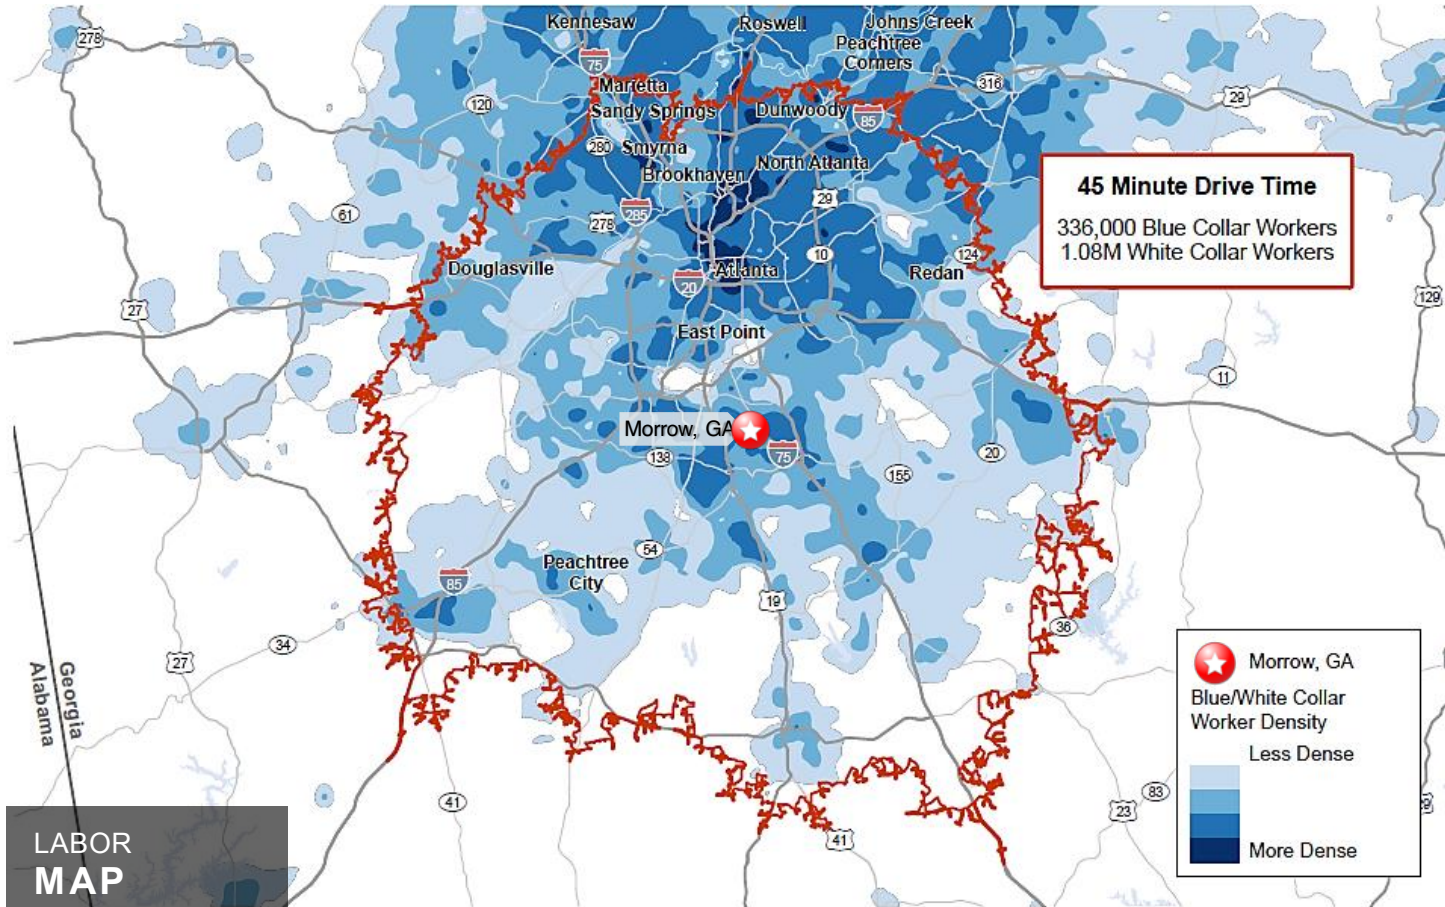 Kennesaw
Roswell
Johns Creek
278
Peachtree
Corners
75
Marietta
316
29
120
Sandy Springs
Dunwoody
85
280
Smyrna
North Atlanta
Brookhaven
45 Minute Drive Time
336,000 Blue Collar Workers
1.08M White Collar Workers
29
61
285
278
10
124
Douglasville
Atlanta
Redan
20
129
27
East Point
11
Morrow, GA
138
75
20
155
54
Peachtree
City
85
19
36
34
27
Georgia
Alabama
Morrow, GA
Blue/White Collar
Worker Density
Less Dense
More Dense
41
83
23
41
LABOR
MAP